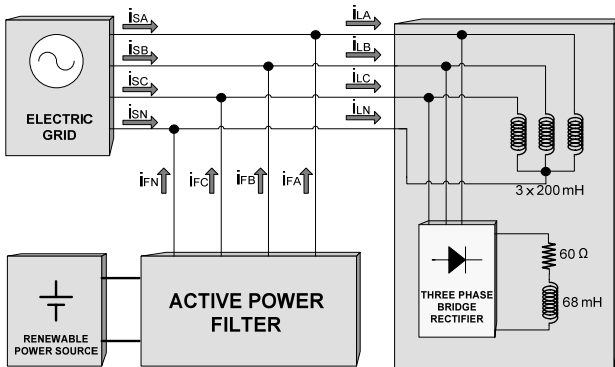 iSA
iSB
iSC
iSN
iLA
iLB
iLC
iLN
ELECTRIC
GRID
iFN
iFC
iFB
iFA
3 x 200 mH
RENEWABLE
POWER SOURCE
ACTIVE POWER
FILTER
THREE PHASE
BRIDGE
RECTIFIER
60 Ω
68 mH